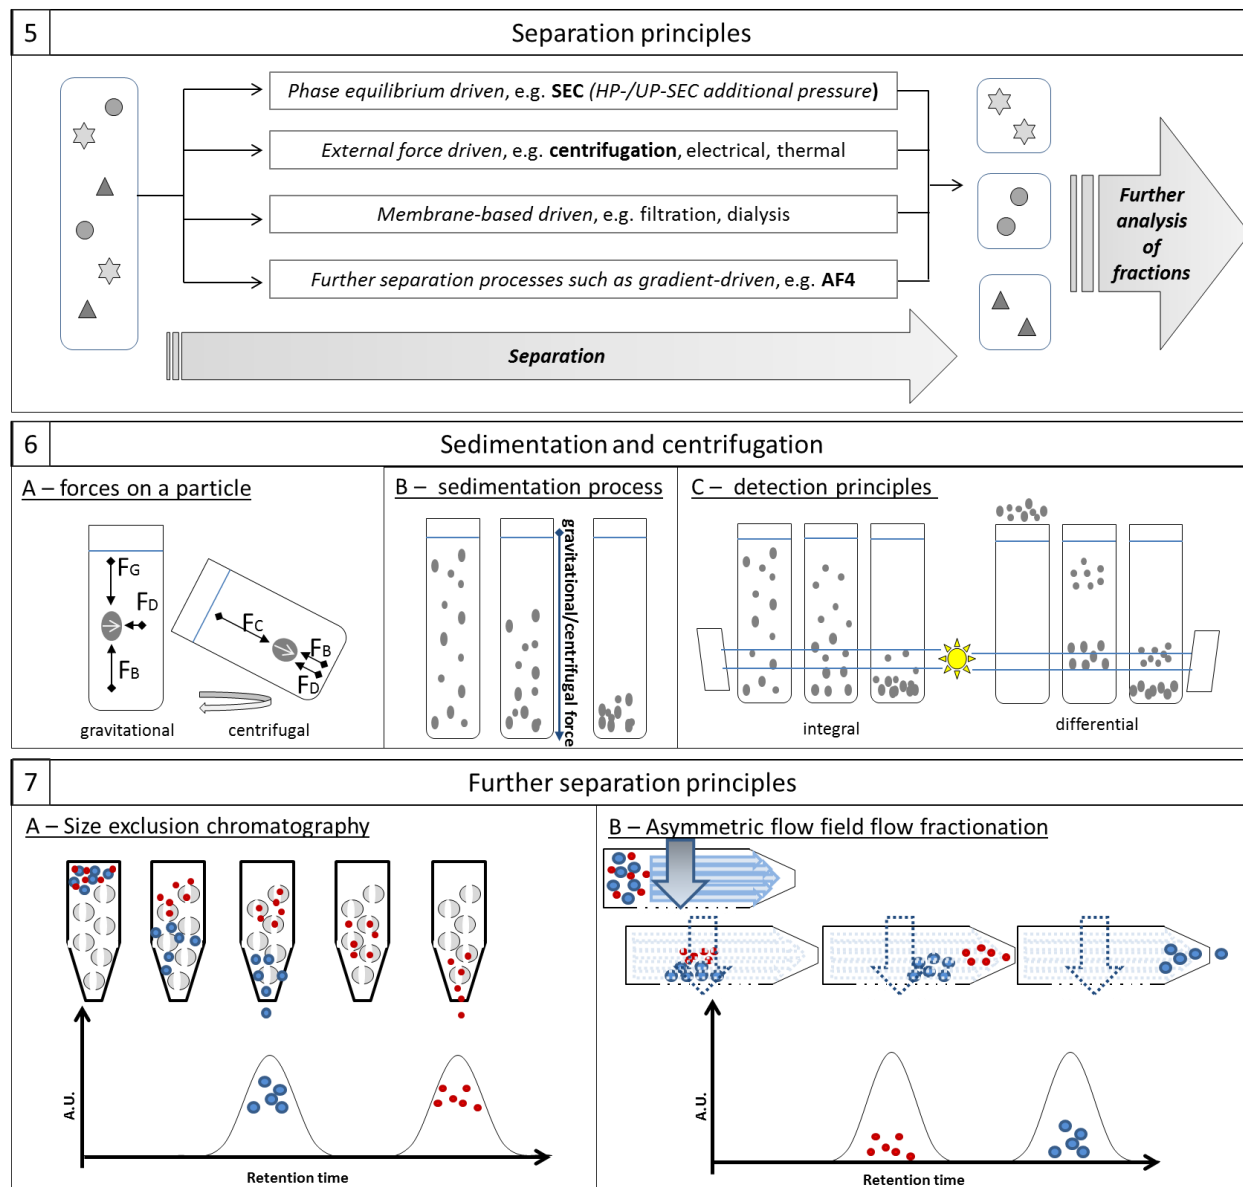 5
Separation principles
Phase equilibrium driven, e.g. SEC (HP-/UP-SEC additional pressure)
External force driven, e.g. centrifugation, electrical, thermal
Membrane-based driven, e.g. filtration, dialysis
Further separation processes such as gradient-driven, e.g. AF4
Separation
Further
analysis
of
fractions
6
Sedimentation and centrifugation
A – forces on a particle
FG
FD
FB
FC
FB
FD
gravitational
centrifugal
B – sedimentation process
gravitational/centrifugal force
C – detection principles
integral
differential
7
Further separation principles
A – Size exclusion chromatography
A.U.
Retention time
B – Asymmetric flow field flow fractionation
A.U.
Retention time